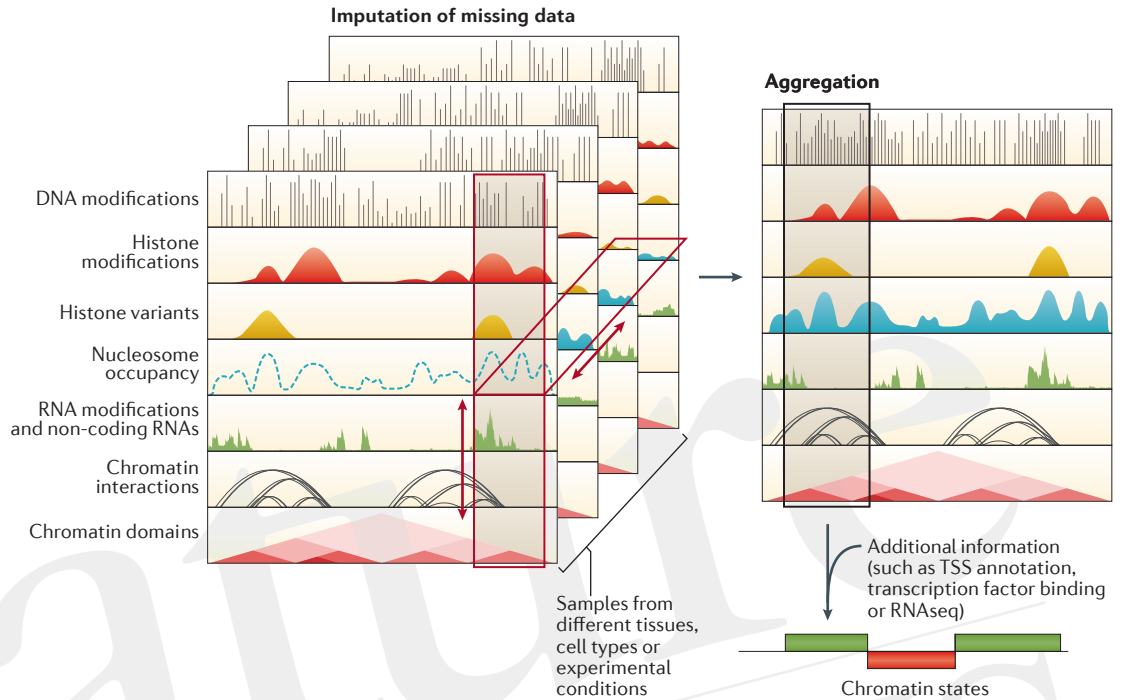 Imputation of missing data
Aggregation
DNA modifications
Histone
modifications
Histone variants
Nucleosome
occupancy
RNA modifications
and non-coding RNAs
Chromatin
interactions
Chromatin domains
Samples from
different tissues,
cell types or
experimental
conditions
Additional information
(such as TSS annotation,
transcription factor binding
or RNAseq)
Chromatin states